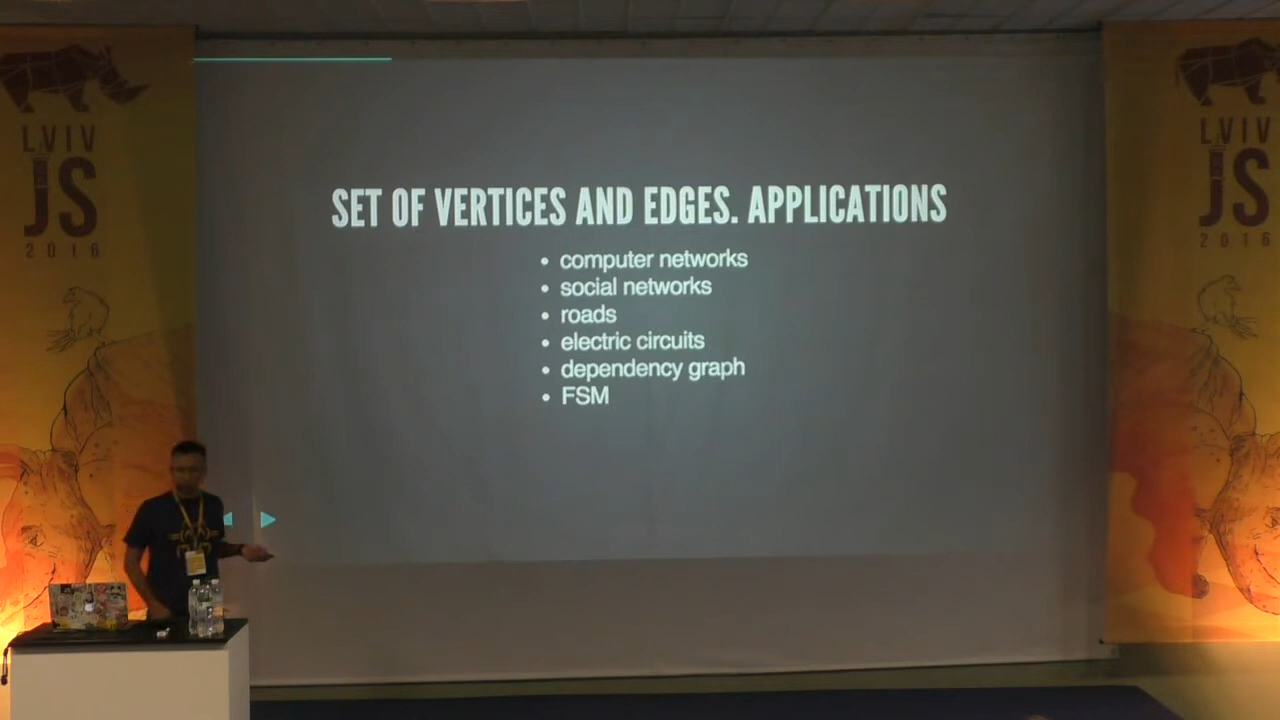 LVIV
JS
2016
SET OF VERTICES AND EDGES. APPLICATIONS
computer networks
social networks
roads
electric circuits
dependency graph
FSM
LVIV
JS
2016